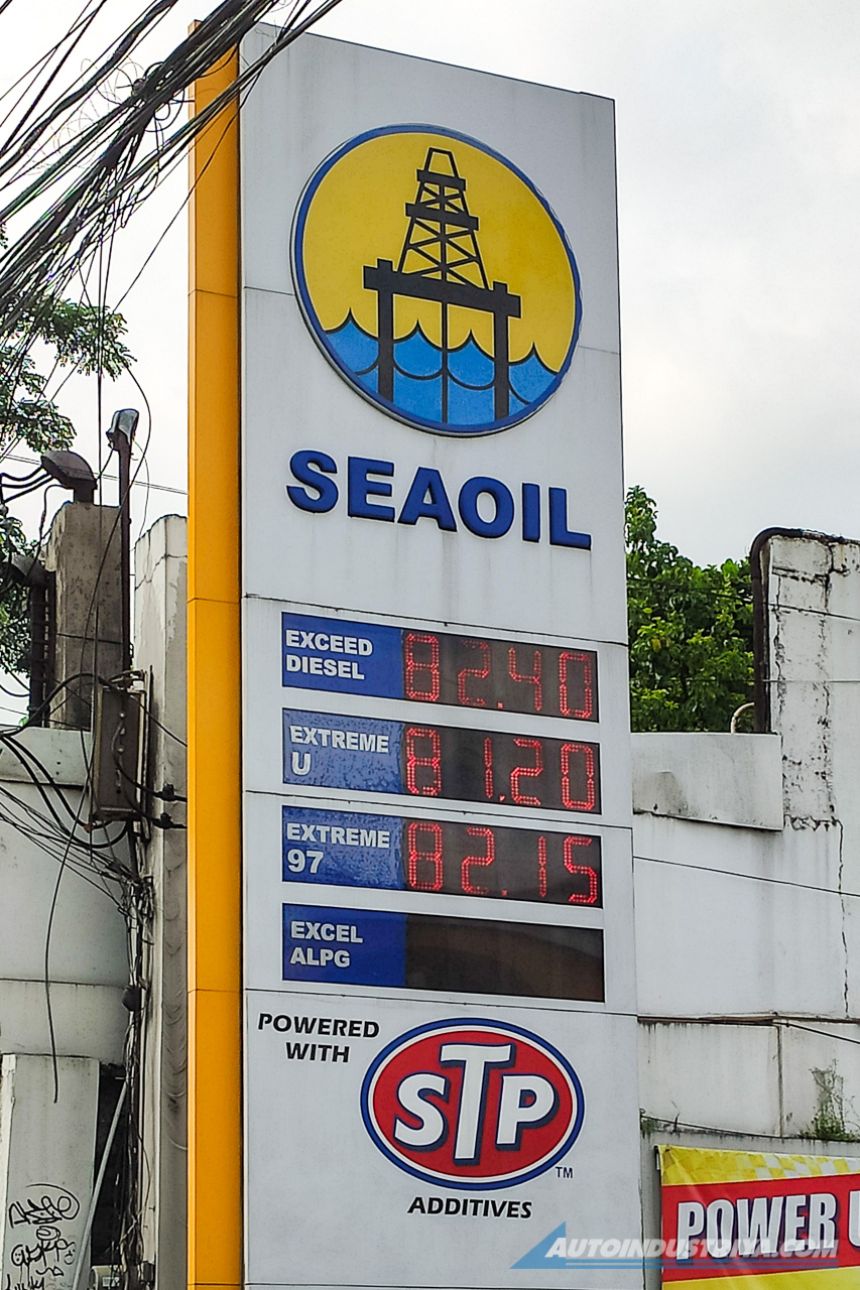 SEAOIL
EXCEED
DIESEL
82.40
EXTREME
U
81.20
EXTREME
97
82.15
EXCEL
ALPG
POWERED
WITH
STP
TM
ADDITIVES
POWER
AUTOINDUSTRIYA.COM